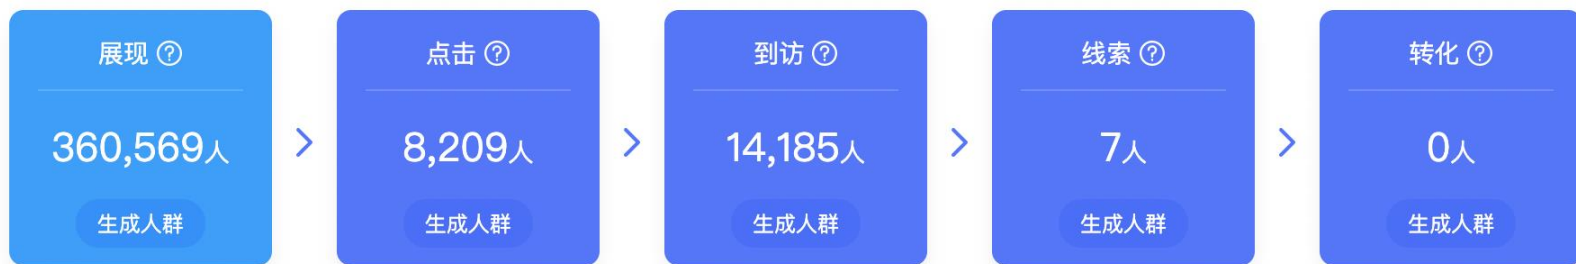 展现 ?
360,569人
生成人群
点击 ?
8,209人
生成人群
到访 ?
14,185人
生成人群
线索 ?
7人
生成人群
转化 ?
0人
生成人群